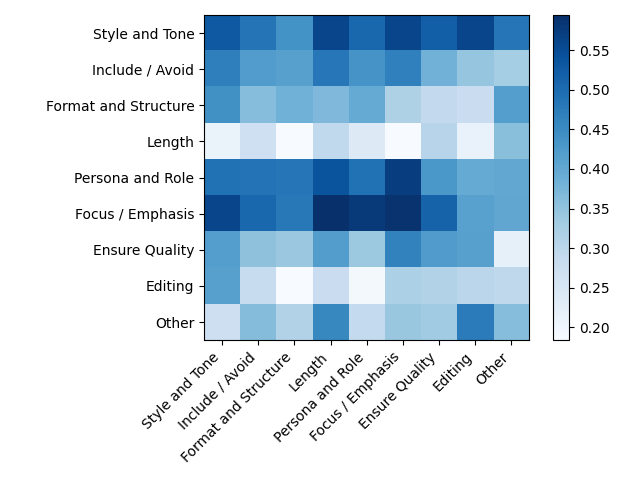 Style and Tone
Include / Avoid
Format and Structure
Length
Persona and Role
Focus / Emphasis
Ensure Quality
Editing
Other
Style and Tone
Include / Avoid
Format and Structure
Length
Persona and Role
Focus / Emphasis
Ensure Quality
Editing
Other
0.55
0.50
0.45
0.40
0.35
0.30
0.25
0.20